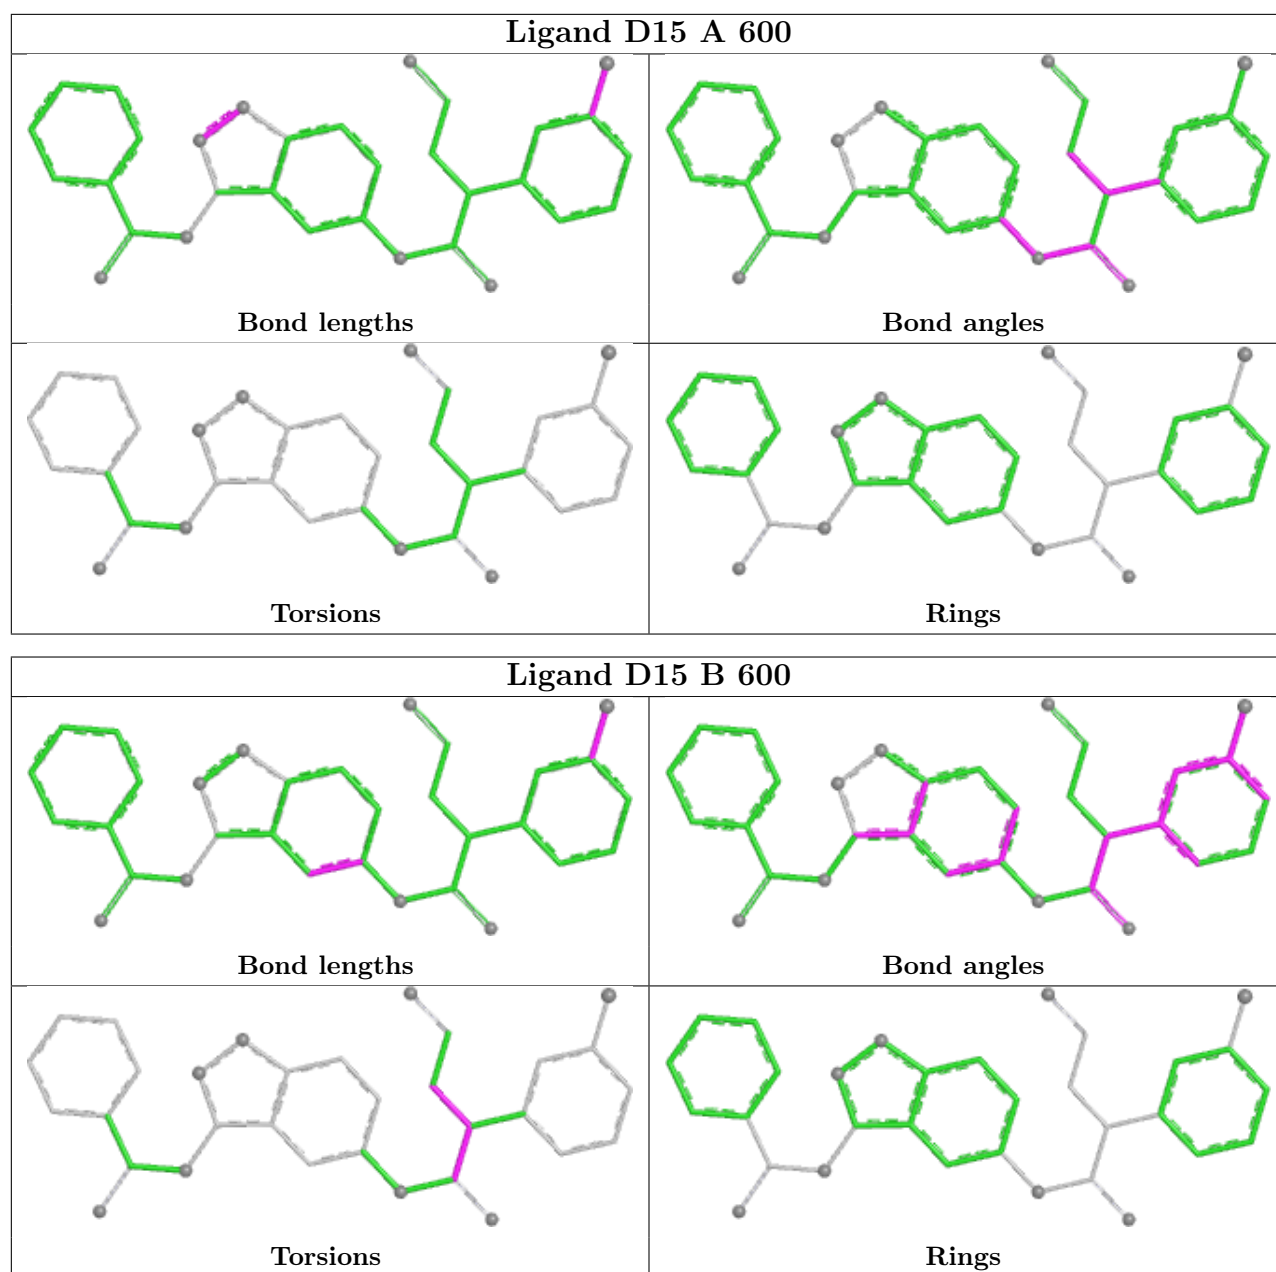 Ligand D15 A 600
Bond lengths
Bond angles
Torsions
Rings
Ligand D15 B 600
Bond lengths
Bond angles
Torsions
Rings